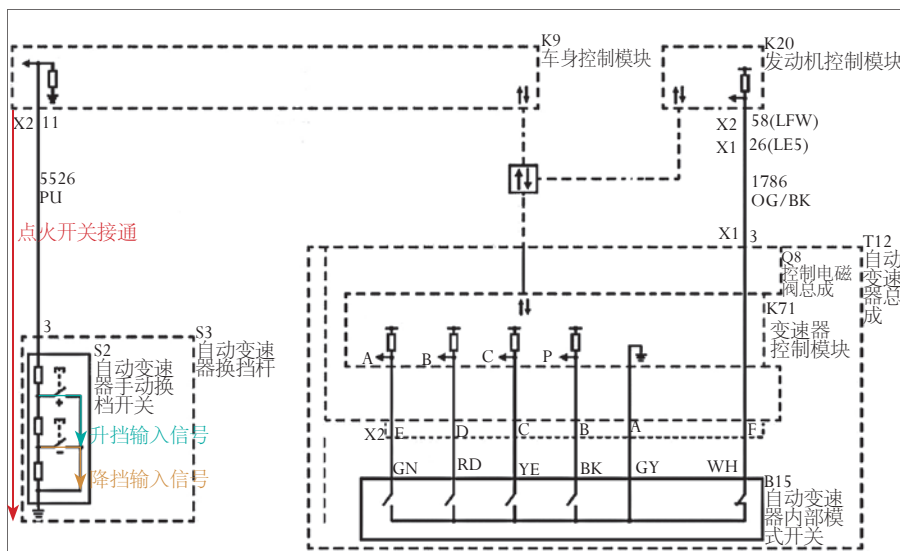 K9
车身控制模块
K20
发动机控制模块
X2 11
X2 58(LFW)
X1 26(LE5)
5526
PU
1786
OG/BK
点火开关接通
X1 3
T12
自动
变速
器总
成
Q8
控制电磁
阀总成
K71
变速器
控制模块
3
S3
自动变速
器换挡杆
S2
自动变速
器手动换
档开关
升挡输入信号
降挡输入信号
A B C P A
X2 E D C B A F
GN RD YE BK GY WH
B15
自动变速
器内部模
式开关